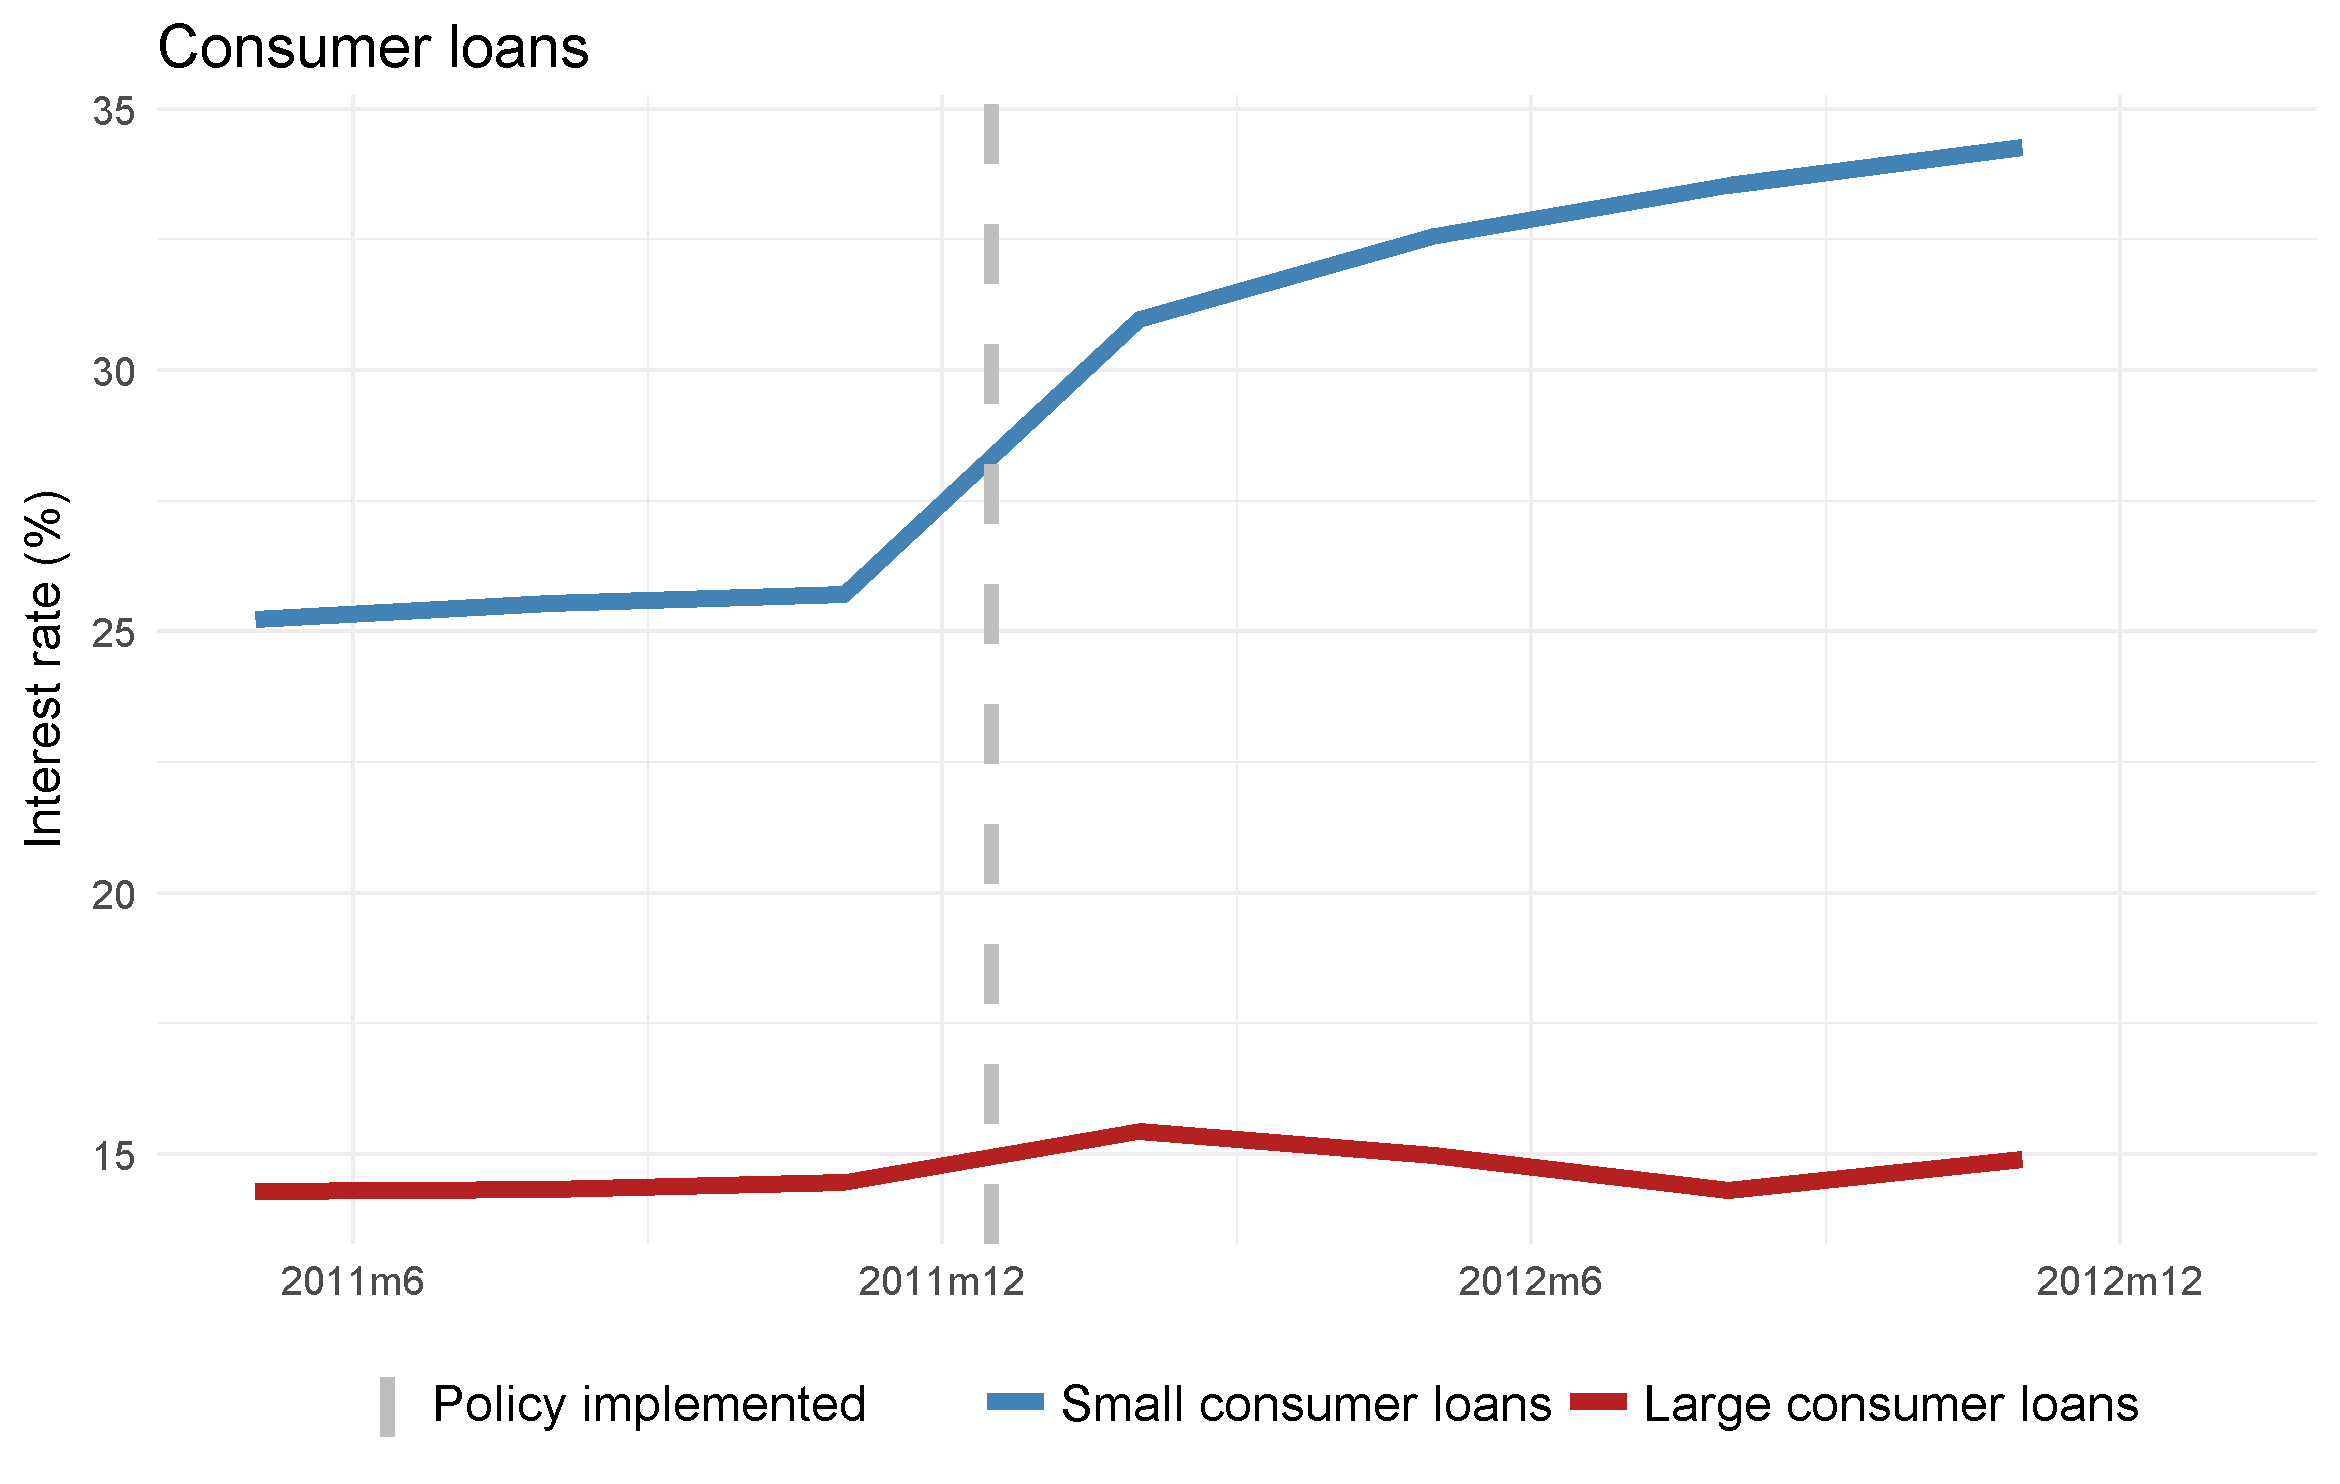 Consumer loans
Interest rate (%)
35
30
25
20
15
2011m6 2011m12 2012m6 2012m12
Policy implemented Small consumer loans Large consumer loans